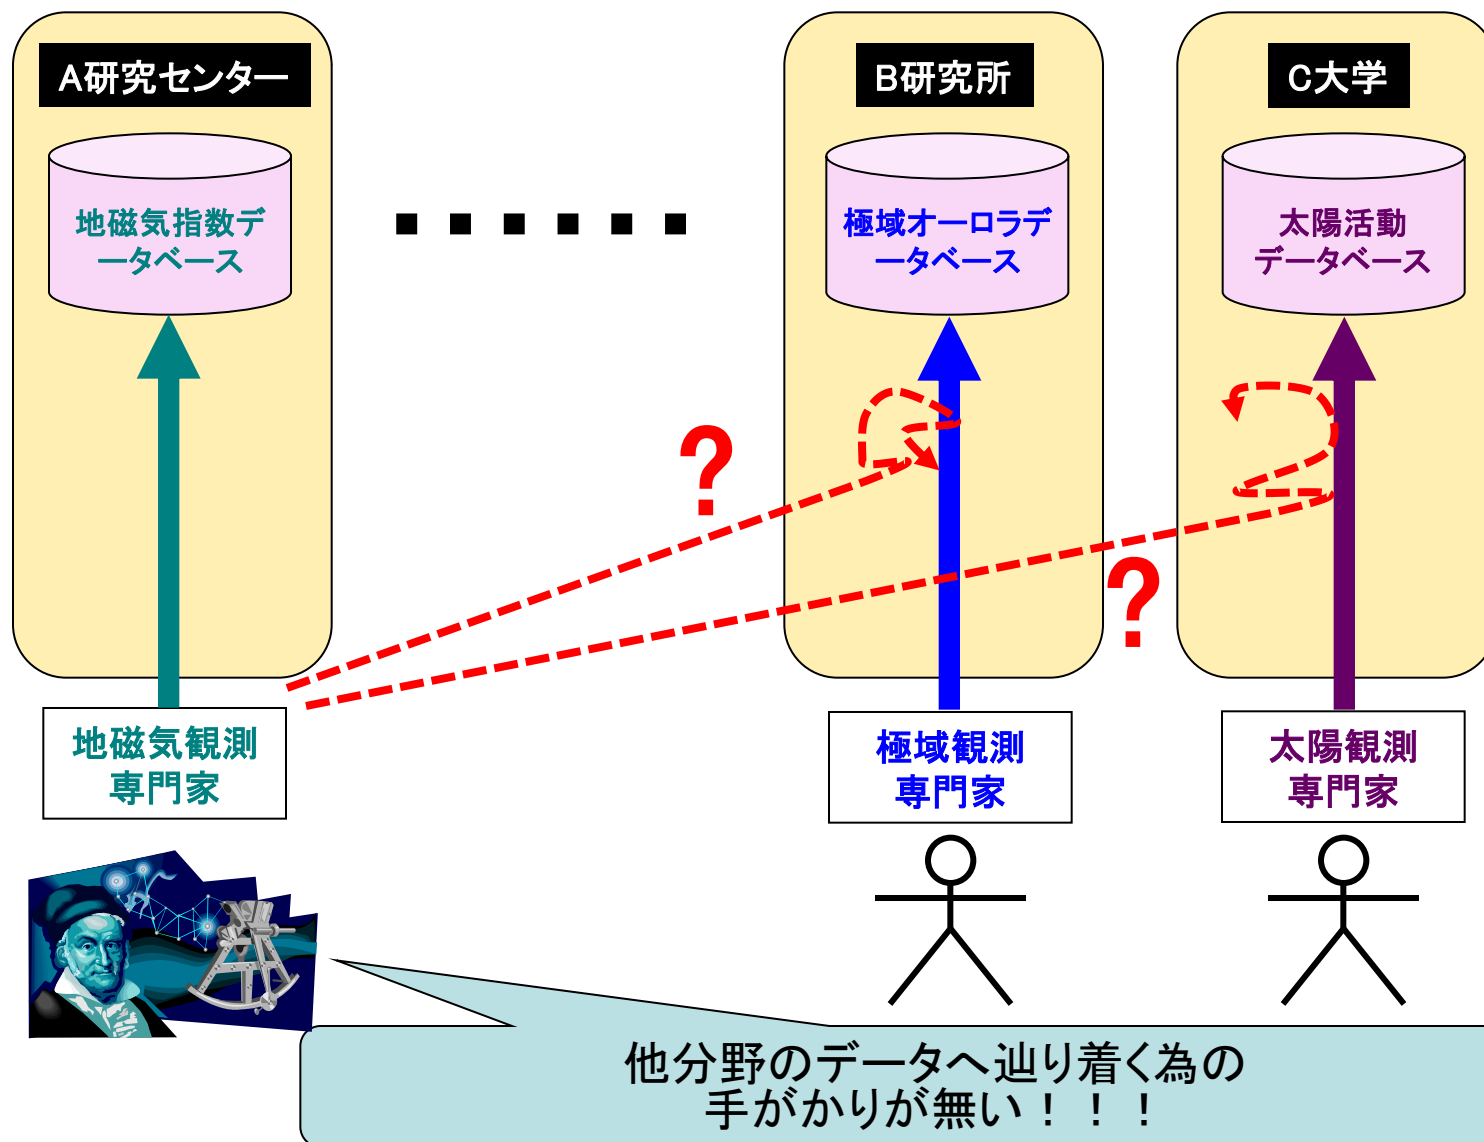 A研究センター
B研究所
C大学
地磁気指数デ
ータベース
極域オーロラデ
ータベース
太陽活動
データベース
?
?
地磁気観測
専門家
極域観測
専門家
太陽観測
専門家
他分野のデータへ辿り着く為の
手がかりが無い！！！